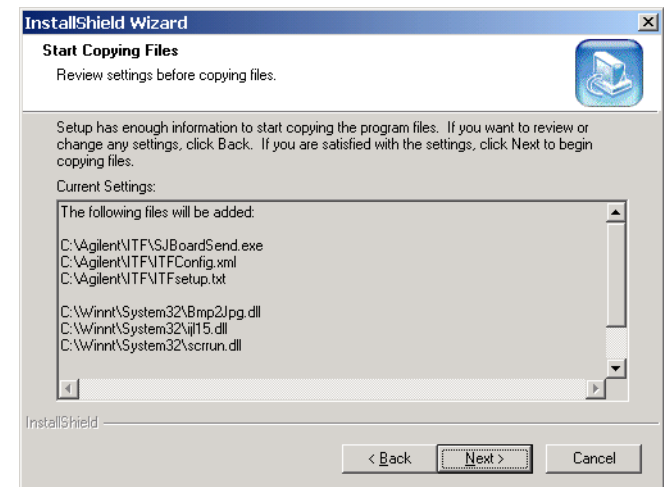 InstallShield Wizard
Start Copying Files
Review settings before copying files.
Setup has enough information to start copying the program files.  If you want to review or
change any settings, click Back.  If you are satisfied with the settings, click Next to begin
copying files.
Current Settings:
The following files will be added:
C:\Agilent\ITF\SJBoardSend.exe
C:\Agilent\ITF\ITFConfig.xml
C:\Agilent\ITF\ITFsetup.txt
C:\Winnt\System32\Bmp2Jpg.dll
C:\Winnt\System32\ijl15.dll
C:\Winnt\System32\scrrun.dll
InstallShield
< Back Next > Cancel